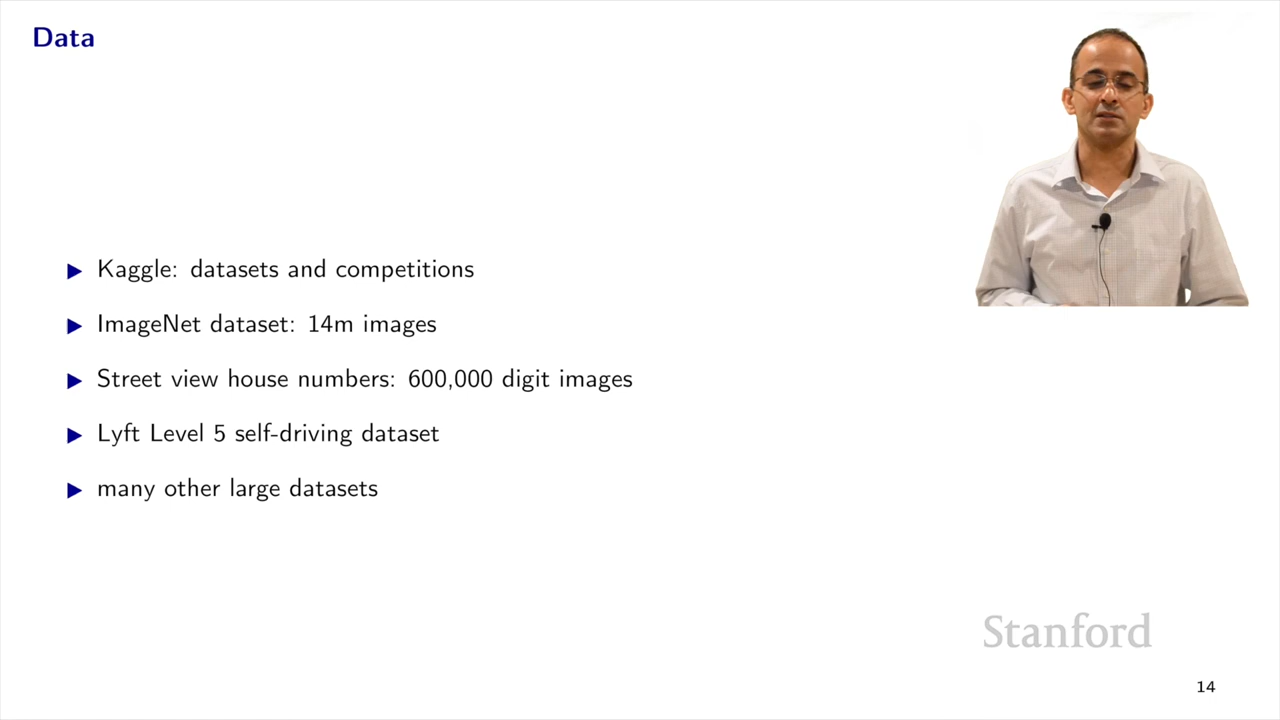 Data
▶ Kaggle: datasets and competitions
▶ ImageNet dataset: 14m images
▶ Street view house numbers: 600,000 digit images
▶ Lyft Level 5 self-driving dataset
▶ many other large datasets
Stanford
14